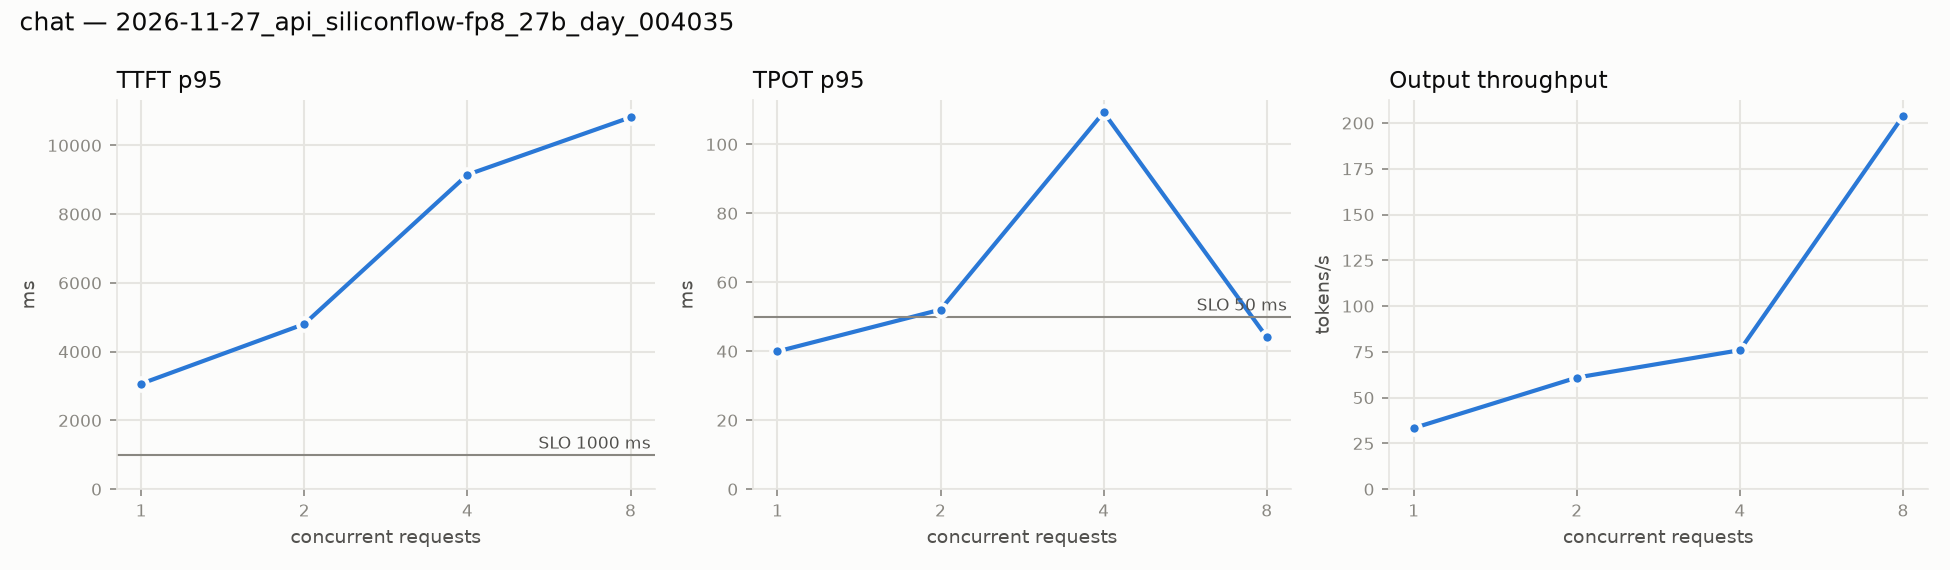 chat — 2026-11-27_api_siliconflow-fp8_27b_day_004035
TTFT p95
10000
8000
6000
4000
2000
0
ms
SLO 1000 ms
1 2 4 8
concurrent requests
TPOT p95
100
80
60
40
20
0
ms
SLO 50 ms
1 2 4 8
concurrent requests
Output throughput
200
175
150
125
100
75
50
25
0
tokens/s
1 2 4 8
concurrent requests